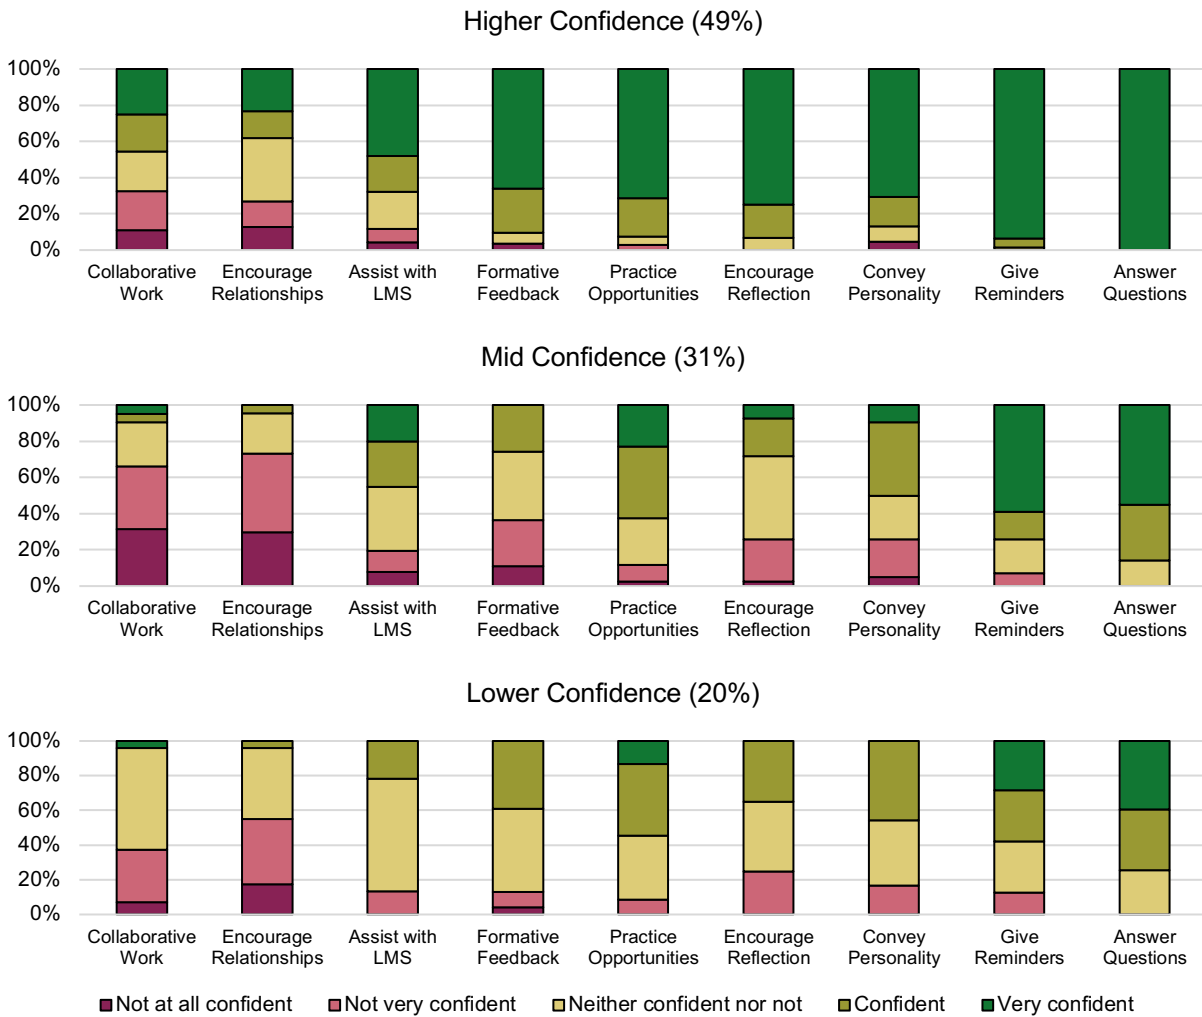 Higher Confidence (49%)
100%
80%
60%
40%
20%
0%
Collaborative Work
Encourage Relationships
Assist with LMS
Formative Feedback
Practice Opportunities
Encourage Reflection
Convey Personality
Give Reminders
Answer Questions
Mid Confidence (31%)
100%
80%
60%
40%
20%
0%
Collaborative Work
Encourage Relationships
Assist with LMS
Formative Feedback
Practice Opportunities
Encourage Reflection
Convey Personality
Give Reminders
Answer Questions
Lower Confidence (20%)
100%
80%
60%
40%
20%
0%
Collaborative Work
Encourage Relationships
Assist with LMS
Formative Feedback
Practice Opportunities
Encourage Reflection
Convey Personality
Give Reminders
Answer Questions
Not at all confident
Not very confident
Neither confident nor not
Confident
Very confident